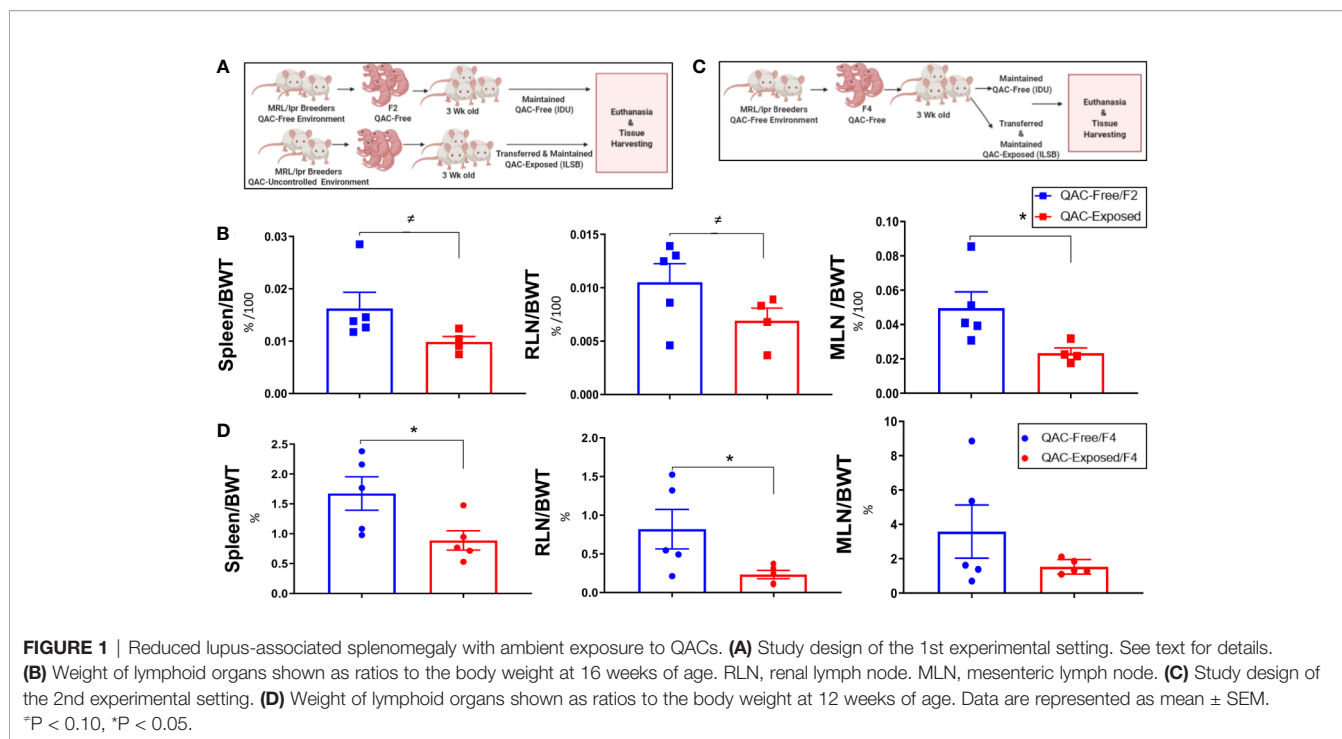 A
MRL/lpr Breeders
QAC-Free Environment
F2
QAC-Free
3 Wk old
Maintained
QAC-Free (IDU)
MRL/lpr Breeders
QAC-Uncontrolled Environment
3 Wk old
Transferred & Maintained
QAC-Exposed (ILSB)
Euthanasia
&
Tissue
Harvesting
C
MRL/lpr Breeders
QAC-Free Environment
F4
QAC-Free
3 Wk old
Maintained
QAC-Free (IDU)
Transferred
&
Maintained
QAC-Exposed (ILSB)
Euthanasia
&
Tissue
Harvesting
QAC-Free/F2
QAC-Exposed
B
Spleen/BWT
% /100
0.03
0.02
0.01
0.00
≠
RLN/BWT
% /100
0.015
0.010
0.005
0.000
≠
MLN /BWT
% /100
0.10
0.08
0.06
0.04
0.02
0.00
*
D
Spleen/BWT
%
2.5
2.0
1.5
1.0
0.5
0.0
*
RLN/BWT
%
2.0
1.5
1.0
0.5
0.0
*
MLN/BWT
%
10
8
6
4
2
0
QAC-Free/F4
QAC-Exposed/F4
FIGURE 1 | Reduced lupus-associated splenomegaly with ambient exposure to QACs. (A) Study design of the 1st experimental setting. See text for details.
(B) Weight of lymphoid organs shown as ratios to the body weight at 16 weeks of age. RLN, renal lymph node. MLN, mesenteric lymph node. (C) Study design of
the 2nd experimental setting. (D) Weight of lymphoid organs shown as ratios to the body weight at 12 weeks of age. Data are represented as mean ± SEM.
≠P < 0.10, *P < 0.05.